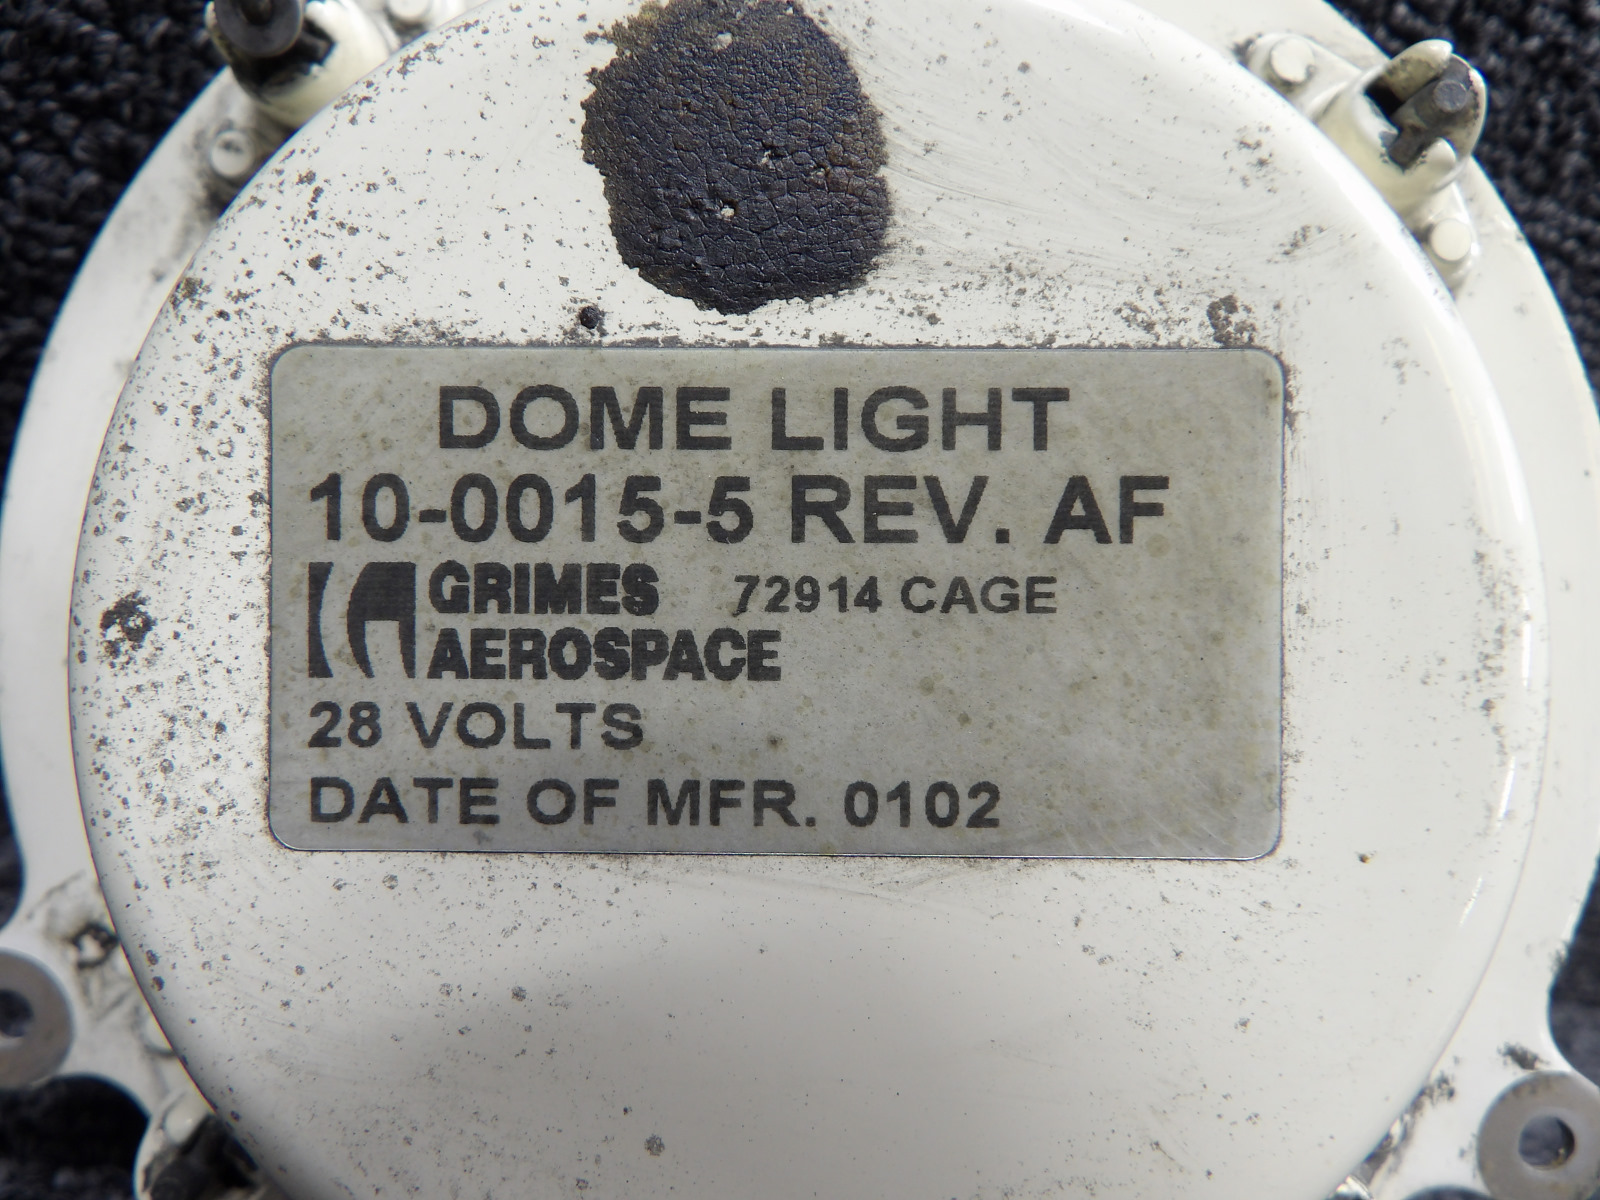 DOME LIGHT
10-0015-5 REV. AF
GRIMES AEROSPACE
72914 CAGE
28 VOLTS
DATE OF MFR. 0102